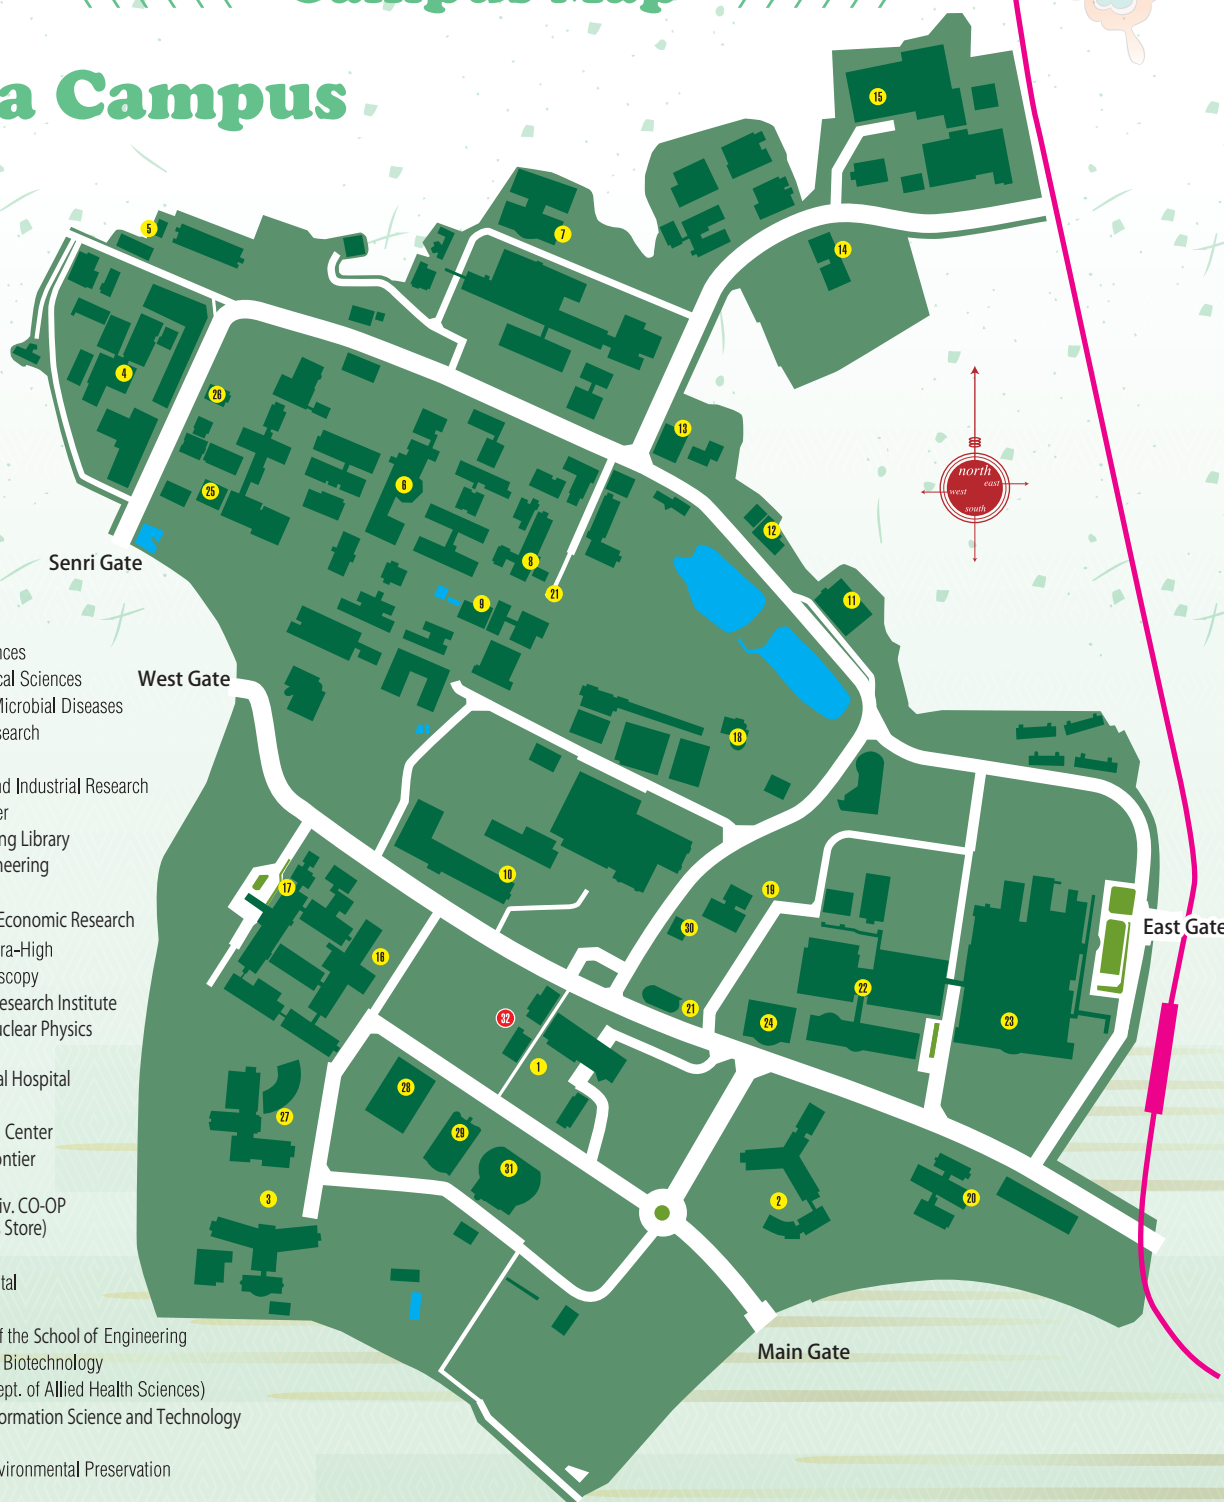 Campus Map
a Campus
15
5
7
14
4
26
13
north
east
west
south
6
25
12
Senri Gate
8
21
11
9
West Gate
18
10
17
19
30
16
East Gate
22
32
21
24
23
1
28
27
29
31
3
2
20
Main Gate
nces
cal Sciences
Microbial Diseases
search
nd Industrial Research
er
ng Library
neering
Economic Research
ra-High
scopy
esearch Institute
uclear Physics
al Hospital
Center
ontier
iv. CO-OP
Store)
tal
f the School of Engineering
Biotechnology
ept. of Allied Health Sciences)
ormation Science and Technology
vironmental Preservation